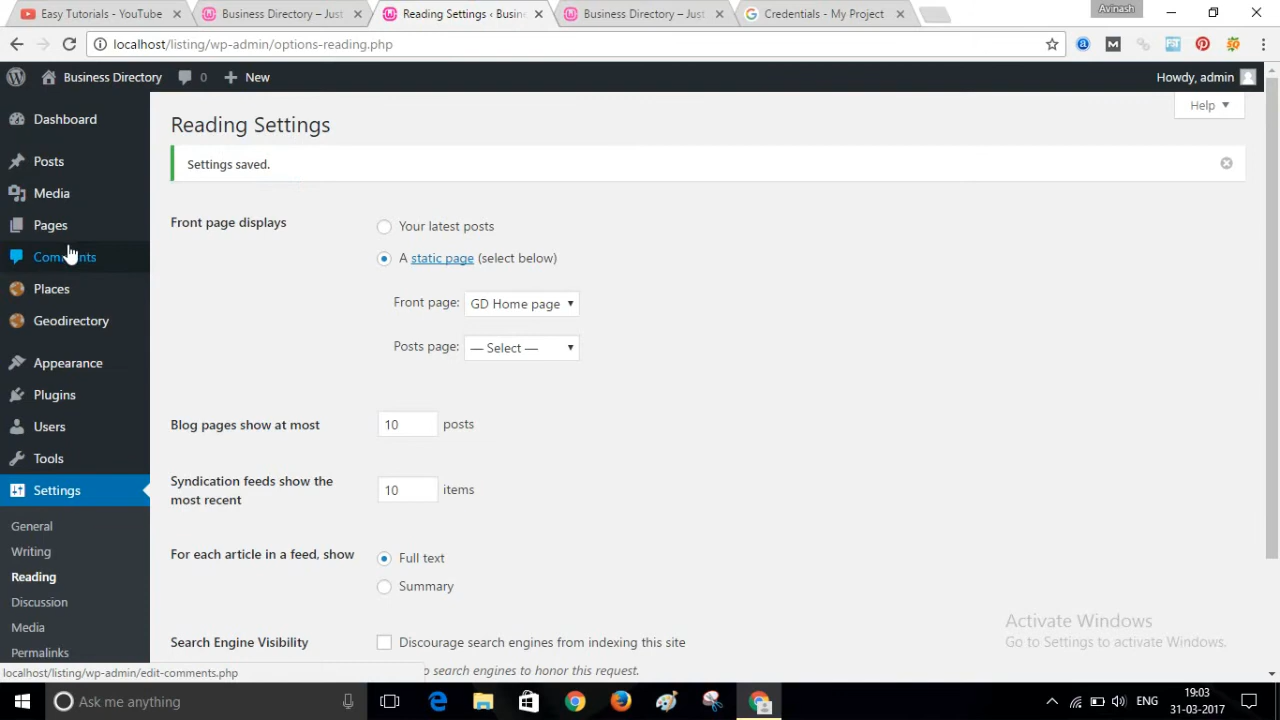 Easy Tutorials - YouTube
Business Directory – Just
Reading Settings ‹ Busin
Business Directory – Just
Credentials - My Project
Avinash
localhost/listing/wp-admin/options-reading.php
Business Directory
0
New
Howdy, admin
Help
Dashboard
Posts
Media
Pages
Comments
Places
Geodirectory
Appearance
Plugins
Users
Tools
Settings
General
Writing
Reading
Discussion
Media
Permalinks
Reading Settings
Settings saved.
Front page displays
Your latest posts
A static page (select below)
Front page: GD Home page
Posts page: — Select —
Blog pages show at most 10 posts
Syndication feeds show the
most recent
10 items
For each article in a feed, show
Full text
Summary
Search Engine Visibility
Discourage search engines from indexing this site
o search engines to honor this request.
Activate Windows
Go to Settings to activate Windows.
localhost/listing/wp-admin/edit-comments.php
Ask me anything
ENG
19:03
31-03-2017